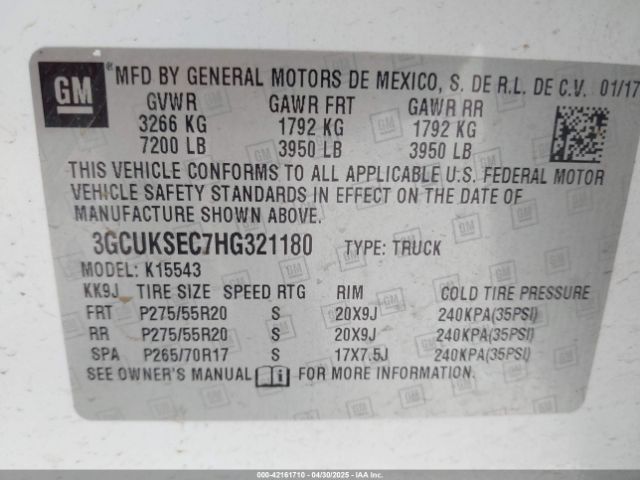 GM
MFD BY GENERAL MOTORS DE MEXICO, S. DE R.L. DE C.V. 01/17
GVWR GAWR FRT GAWR RR
3266 KG 1792 KG 1792 KG
7200 LB 3950 LB 3950 LB
THIS VEHICLE CONFORMS TO ALL APPLICABLE U.S. FEDERAL MOTOR
VEHICLE SAFETY STANDARDS IN EFFECT ON THE DATE OF
MANUFACTURE SHOWN ABOVE.
3GCUKSEC7HG321180 TYPE: TRUCK
MODEL: K15543
KK9J TIRE SIZE SPEED RTG RIM COLD TIRE PRESSURE
FRT P275/55R20 S 20X9J 240KPA(35PSI)
RR P275/55R20 S 20X9J 240KPA(35PSI)
SPA P265/70R17 S 17X7.5J 240KPA(35PSI)
SEE OWNER'S MANUAL FOR MORE INFORMATION.
000-42161710 - 04/30/2025 - IAAI.COM